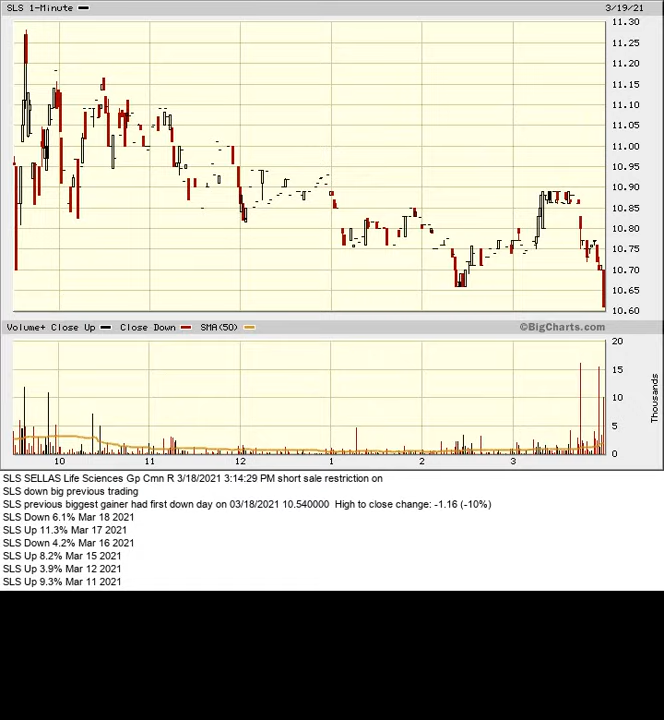 SLS 1-Minute 3/19/21
11.30
11.25
11.20
11.15
11.10
11.05
11.00
10.95
10.90
10.85
10.80
10.75
10.70
10.65
10.60
Volume+ Close Up Close Down SMA(50) ©BigCharts.com
20
15
10
5
0
Thousands
10 11 12 1 2 3
SLS SELLAS Life Sciences Gp Cmn R 3/18/2021 3:14:29 PM short sale restriction on
SLS down big previous trading
SLS previous biggest gainer had first down day on 03/18/2021 10.540000 High to close change: -1.16 (-10%)
SLS Down 6.1% Mar 18 2021
SLS Up 11.3% Mar 17 2021
SLS Down 4.2% Mar 16 2021
SLS Up 8.2% Mar 15 2021
SLS Up 3.9% Mar 12 2021
SLS Up 9.3% Mar 11 2021